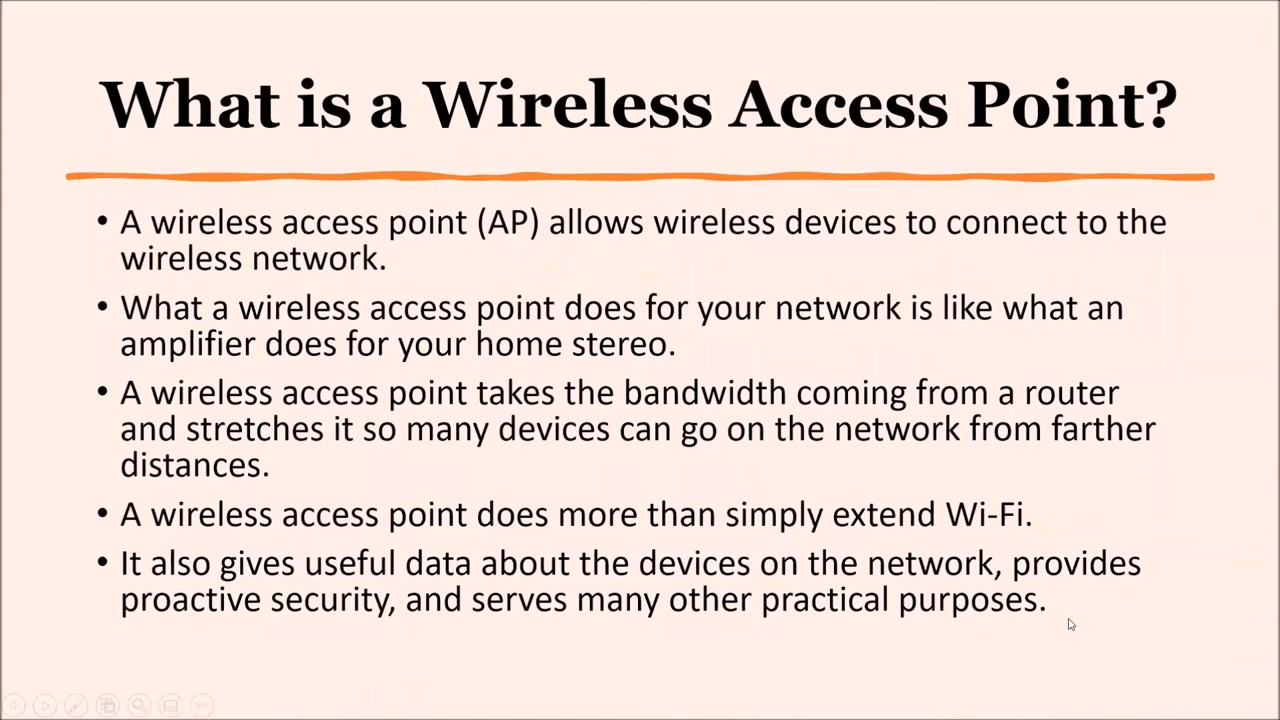 What is a Wireless Access Point?
• A wireless access point (AP) allows wireless devices to connect to the
wireless network.
• What a wireless access point does for your network is like what an
amplifier does for your home stereo.
• A wireless access point takes the bandwidth coming from a router
and stretches it so many devices can go on the network from farther
distances.
• A wireless access point does more than simply extend Wi-Fi.
• It also gives useful data about the devices on the network, provides
proactive security, and serves many other practical purposes.